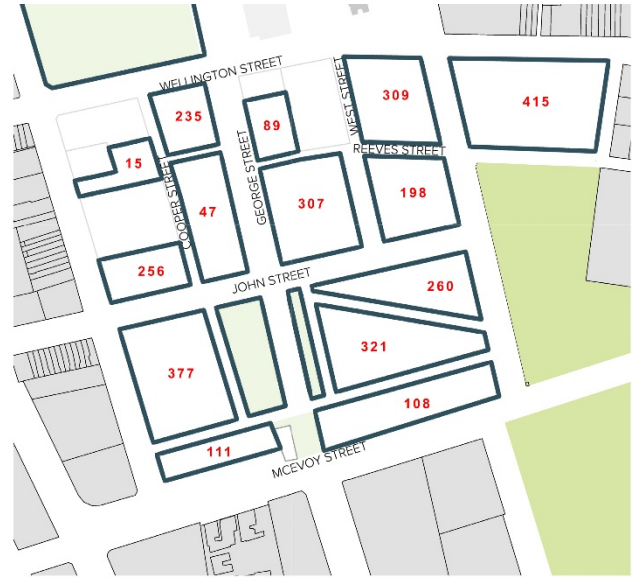 WELLINGTON STREET
WEST STREET
309
415
235
89
GEORGE STREET
REEVES STREET
15
COOPER STREET
47
307
198
256
JOHN STREET
260
377
321
108
111
MCEVOY STREET